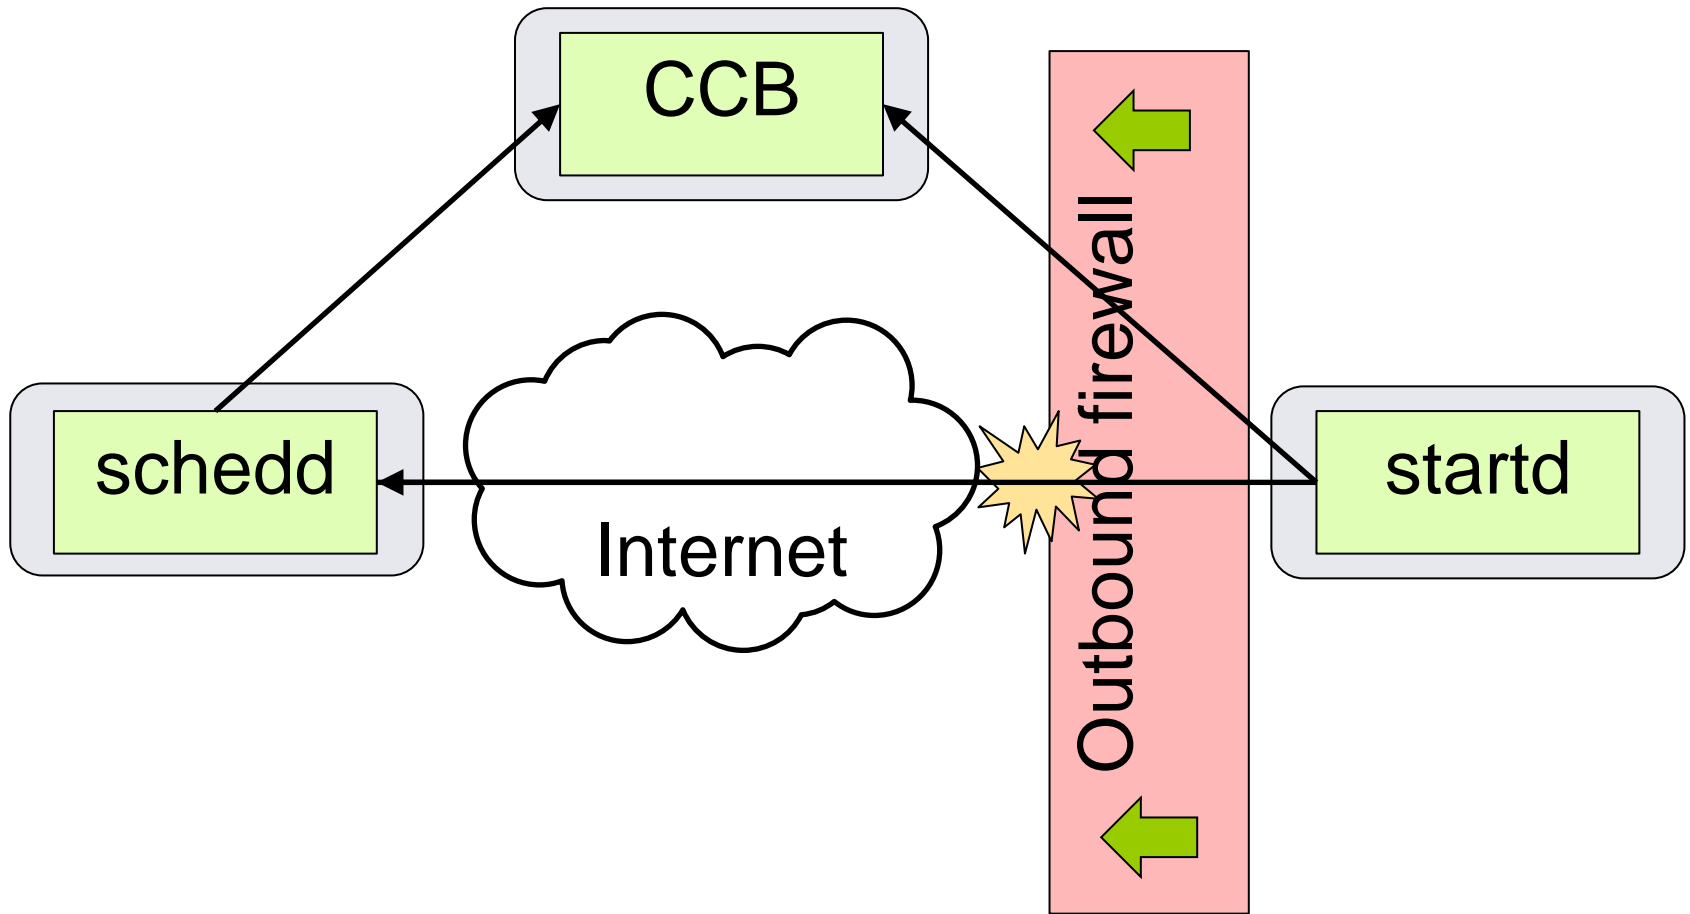 CCB
schedd
Internet
Outbound firewall
startd